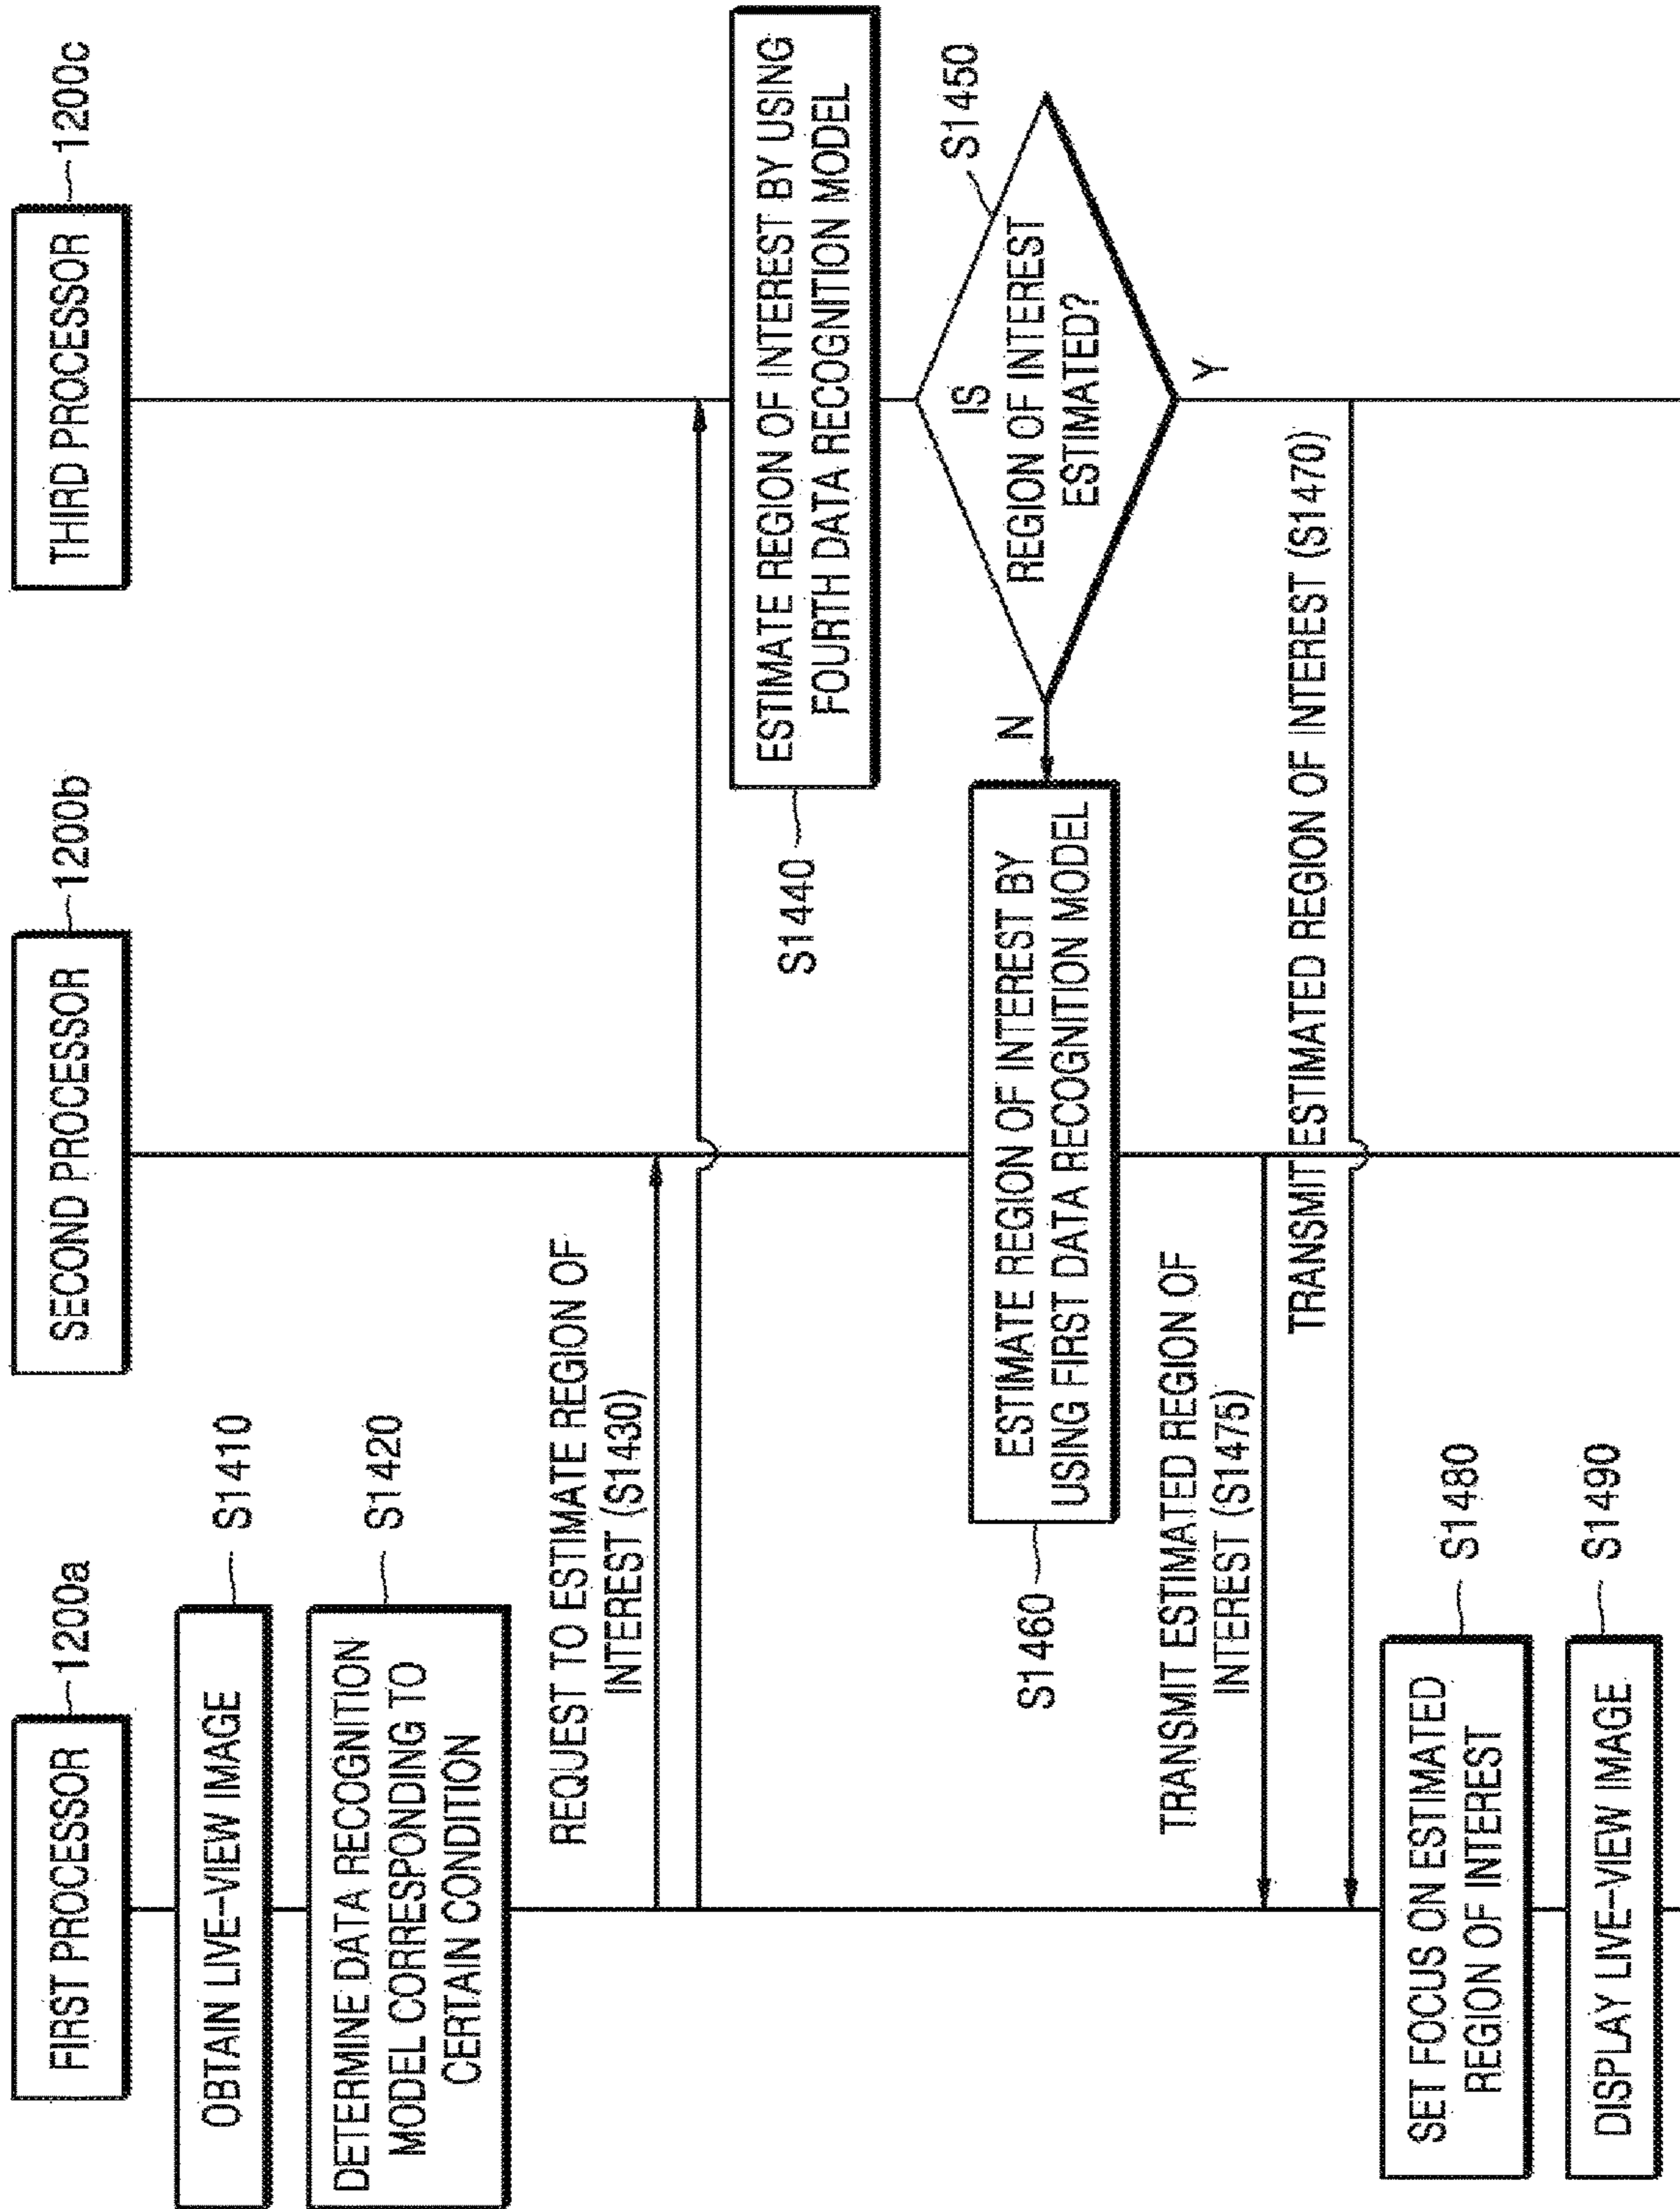 FIRST PROCESSOR
1200a
SECOND PROCESSOR
1200b
THIRD PROCESSOR
1200c
OBTAIN LIVE-VIEW IMAGE
S1410
DETERMINE DATA RECOGNITION
MODEL CORRESPONDING TO
CERTAIN CONDITION
S1420
REQUEST TO ESTIMATE REGION OF
INTEREST (S1430)
S1440
ESTIMATE REGION OF INTEREST BY USING
FOURTH DATA RECOGNITION MODEL
IS
REGION OF INTEREST
ESTIMATED?
S1450
N
Y
S1460
ESTIMATE REGION OF INTEREST BY
USING FIRST DATA RECOGNITION MODEL
TRANSMIT ESTIMATED REGION OF
INTEREST (S1475)
TRANSMIT ESTIMATED REGION OF INTEREST (S1470)
SET FOCUS ON ESTIMATED
REGION OF INTEREST
S1480
DISPLAY LIVE-VIEW IMAGE
S1490